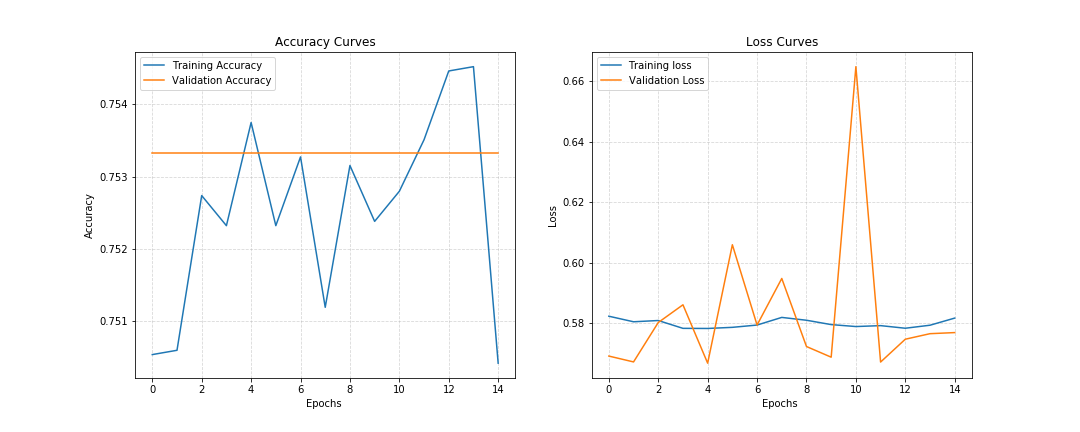 Accuracy Curves
Training Accuracy
Validation Accuracy
0.754
0.753
0.752
0.751
Accuracy
0 2 4 6 8 10 12 14
Epochs
Loss Curves
Training loss
Validation Loss
0.66
0.64
0.62
0.60
0.58
Loss
0 2 4 6 8 10 12 14
Epochs